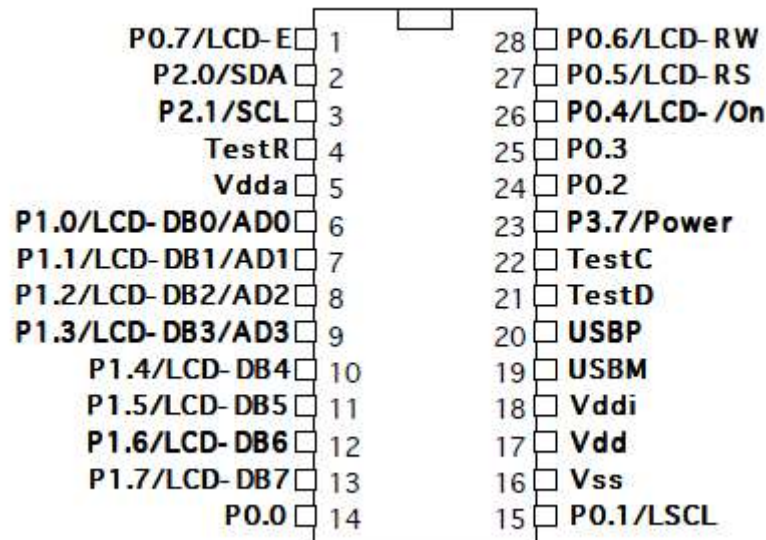 P0.7/LCD-E 1 28 P0.6/LCD-RW
P2.0/SDA 2 27 P0.5/LCD-RS
P2.1/SCL 3 26 P0.4/LCD-/On
TestR 4 25 P0.3
Vdda 5 24 P0.2
P1.0/LCD-DB0/AD0 6 23 P3.7/Power
P1.1/LCD-DB1/AD1 7 22 TestC
P1.2/LCD-DB2/AD2 8 21 TestD
P1.3/LCD-DB3/AD3 9 20 USBP
P1.4/LCD-DB4 10 19 USBM
P1.5/LCD-DB5 11 18 Vddi
P1.6/LCD-DB6 12 17 Vdd
P1.7/LCD-DB7 13 16 Vss
P0.0 14 15 P0.1/LSCL